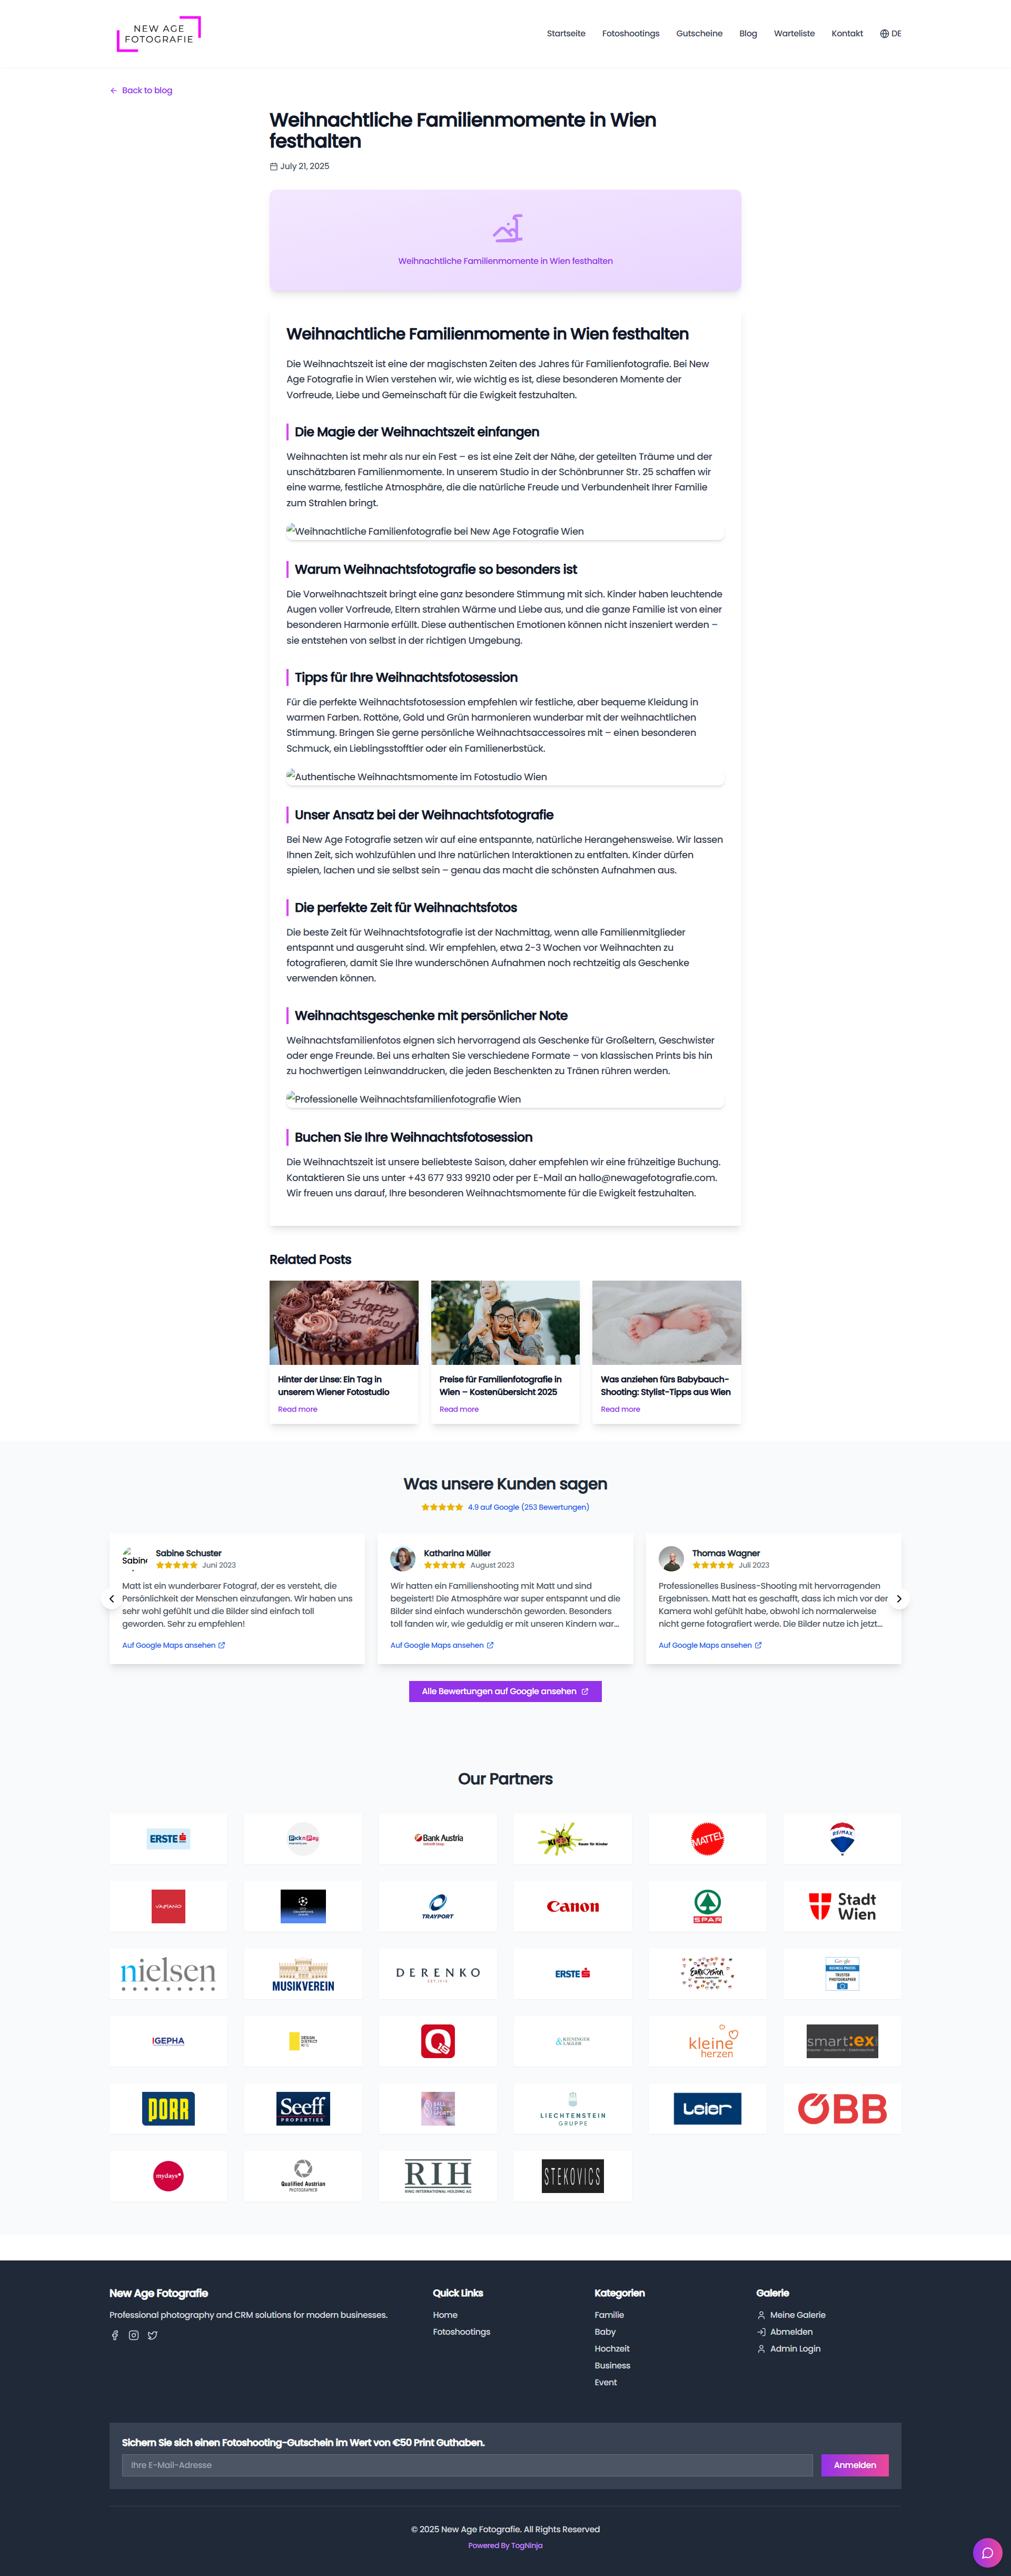 NEW AGE
FOTOGRAFIE
Startseite
Fotoshootings
Gutscheine
Blog
Warteliste
Kontakt
DE
Back to blog
Weihnachtliche Familienmomente in Wien
festhalten
July 21, 2025
Weihnachtliche Familienmomente in Wien festhalten
Weihnachtliche Familienmomente in Wien festhalten
Die Weihnachtszeit ist eine der magischsten Zeiten des Jahres für Familienfotografie. Bei New
Age Fotografie in Wien verstehen wir, wie wichtig es ist, diese besonderen Momente der
Vorfreude, Liebe und Gemeinschaft für die Ewigkeit festzuhalten.
Die Magie der Weihnachtszeit einfangen
Weihnachten ist mehr als nur ein Fest – es ist eine Zeit der Nähe, der geteilten Träume und der
unschätzbaren Familienmomente. In unserem Studio in der Schönbrunner Str. 25 schaffen wir
eine warme, festliche Atmosphäre, die die natürliche Freude und Verbundenheit Ihrer Familie
zum Strahlen bringt.
Weihnachtliche Familienfotografie bei New Age Fotografie Wien
Warum Weihnachtsfotografie so besonders ist
Die Vorweihnachtszeit bringt eine ganz besondere Stimmung mit sich. Kinder haben leuchtende
Augen voller Vorfreude, Eltern strahlen Wärme und Liebe aus, und die ganze Familie ist von einer
besonderen Harmonie erfüllt. Diese authentischen Emotionen können nicht inszeniert werden –
sie entstehen von selbst in der richtigen Umgebung.
Tipps für Ihre Weihnachtsfotosession
Für die perfekte Weihnachtsfotosession empfehlen wir festliche, aber bequeme Kleidung in
warmen Farben. Rottöne, Gold und Grün harmonieren wunderbar mit der weihnachtlichen
Stimmung. Bringen Sie gerne persönliche Weihnachtsaccessoires mit – einen besonderen
Schmuck, ein Lieblingsstofftier oder ein Familienerbstück.
Authentische Weihnachtsmomente im Fotostudio Wien
Unser Ansatz bei der Weihnachtsfotografie
Bei New Age Fotografie setzen wir auf eine entspannte, natürliche Herangehensweise. Wir lassen
Ihnen Zeit, sich wohlzufühlen und Ihre natürlichen Interaktionen zu entfalten. Kinder dürfen
spielen, lachen und sie selbst sein – genau das macht die schönsten Aufnahmen aus.
Die perfekte Zeit für Weihnachtsfotos
Die beste Zeit für Weihnachtsfotografie ist der Nachmittag, wenn alle Familienmitglieder
entspannt und ausgeruht sind. Wir empfehlen, etwa 2-3 Wochen vor Weihnachten zu
fotografieren, damit Sie Ihre wunderschönen Aufnahmen noch rechtzeitig als Geschenke
verwenden können.
Weihnachtsgeschenke mit persönlicher Note
Weihnachtsfamilienfotos eignen sich hervorragend als Geschenke für Großeltern, Geschwister
oder enge Freunde. Bei uns erhalten Sie verschiedene Formate – von klassischen Prints bis hin
zu hochwertigen Leinwanddrucken, die jeden Beschenkten zu Tränen rühren werden.
Professionelle Weihnachtsfamilienfotografie Wien
Buchen Sie Ihre Weihnachtsfotosession
Die Weihnachtszeit ist unsere beliebteste Saison, daher empfehlen wir eine frühzeitige Buchung.
Kontaktieren Sie uns unter +43 677 933 99210 oder per E-Mail an hallo@newagefotografie.com.
Wir freuen uns darauf, Ihre besonderen Weihnachtsmomente für die Ewigkeit festzuhalten.
Related Posts
Happy
Birthday
Hinter der Linse: Ein Tag in
unserem Wiener Fotostudio
Read more
Preise für Familienfotografie in
Wien – Kostenübersicht 2025
Read more
Was anziehen fürs Babybauch-
Shooting: Stylist-Tipps aus Wien
Read more
Was unsere Kunden sagen
4.9 auf Google (253 Bewertungen)
Sabine
Sabine Schuster
Juni 2023
Matt ist ein wunderbarer Fotograf, der es versteht, die
Persönlichkeit der Menschen einzufangen. Wir haben uns
sehr wohl gefühlt und die Bilder sind einfach toll
geworden. Sehr zu empfehlen!
Auf Google Maps ansehen
Katharina Müller
August 2023
Wir hatten ein Familienshooting mit Matt und sind
begeistert! Die Atmosphäre war super entspannt und die
Bilder sind einfach wunderschön geworden. Besonders
toll fanden wir, wie geduldig er mit unseren Kindern war...
Auf Google Maps ansehen
Thomas Wagner
Juli 2023
Professionelles Business-Shooting mit hervorragenden
Ergebnissen. Matt hat es geschafft, dass ich mich vor der
Kamera wohl gefühlt habe, obwohl ich normalerweise
nicht gerne fotografiert werde. Die Bilder nutze ich jetzt...
Auf Google Maps ansehen
Alle Bewertungen auf Google ansehen
Our Partners
ERSTE
Pick n Pay
Bank Austria
Raum für Kinder
MATTEL
RE/MAX
VAPIANO
CHAMPIONS
TRAYPORT
Canon
SPAR
Stadt
Wien
nielsen
MUSIKVEREIN
DERENKO
EST. 1910
ERSTE
EUROVISION
Google
BUSINESS PHOTOS
TRUSTED
PHOTOGRAPHER
IGEPHA
DESIGN
DISTRICT
Q
KIENINGER
& LAGLER
kleine
herzen
smart:ex
PORR
Seeff
PROPERTIES
BALL
DES
SPORTS
LIECHTENSTEIN
GRUPPE
Leier
ÖBB
mydays
Qualified Austrian
PHOTOGRAPHER
RIH
RING INTERNATIONAL HOLDING AG
STEKOVICS
New Age Fotografie
Professional photography and CRM solutions for modern businesses.
Quick Links
Home
Fotoshootings
Kategorien
Familie
Baby
Hochzeit
Business
Event
Galerie
Meine Galerie
Abmelden
Admin Login
Sichern Sie sich einen Fotoshooting-Gutschein im Wert von €50 Print Guthaben.
Ihre E-Mail-Adresse
Anmelden
© 2025 New Age Fotografie. All Rights Reserved
Powered By TogNinja